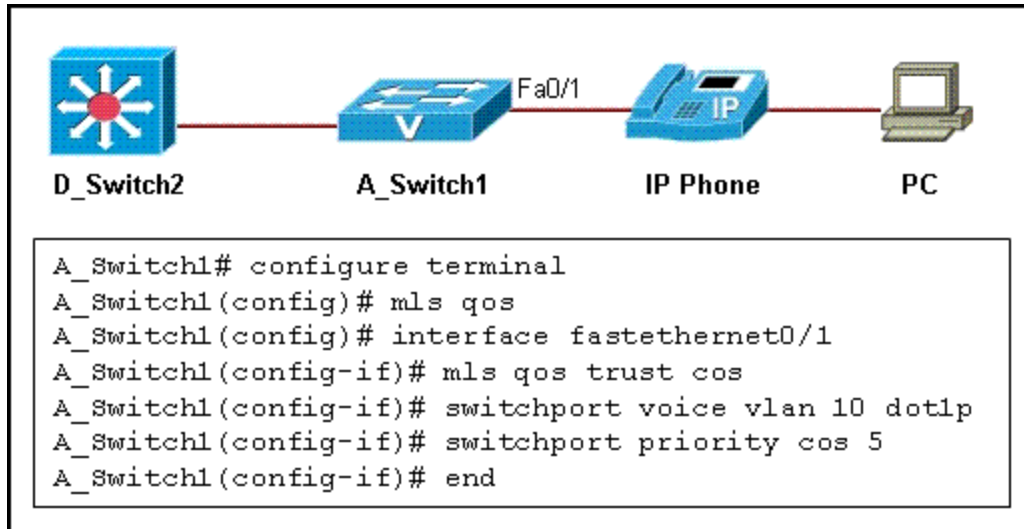 Fa0/1
V
IP
D_Switch2
A_Switch1
IP Phone
PC
A_Switch1# configure terminal
A_Switch1(config)# mls qos
A_Switch1(config)# interface fastethernet0/1
A_Switch1(config-if)# mls qos trust cos
A_Switch1(config-if)# switchport voice vlan 10 dot1p
A_Switch1(config-if)# switchport priority cos 5
A_Switch1(config-if)# end